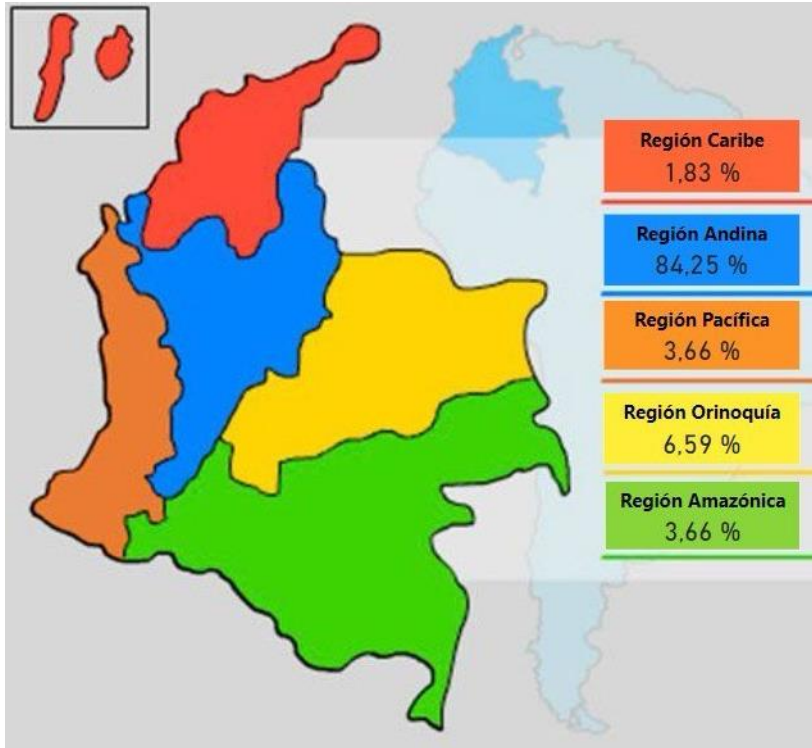 Región Caribe
1,83 %
Región Andina
84,25 %
Región Pacífica
3,66 %
Región Orinoquía
6,59 %
Región Amazónica
3,66 %